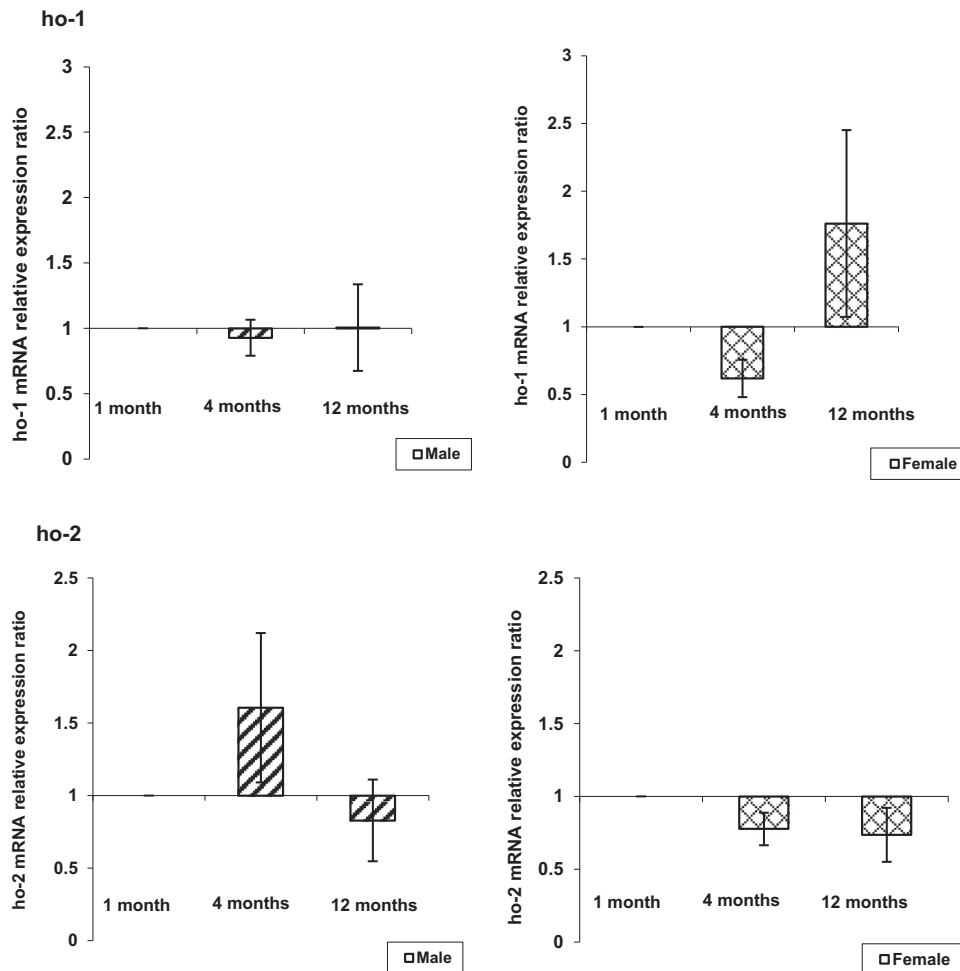 ho-1
ho-1 mRNA relative expression ratio
3
2.5
2
1.5
1
0.5
0
1 month 4 months 12 months
Male
ho-1 mRNA relative expression ratio
3
2.5
2
1.5
1
0.5
0
1 month 4 months 12 months
Female
ho-2
ho-2 mRNA relative expression ratio
2.5
2
1.5
1
0.5
0
1 month 4 months 12 months
Male
ho-2 mRNA relative expression ratio
2.5
2
1.5
1
0.5
0
1 month 4 months 12 months
Female